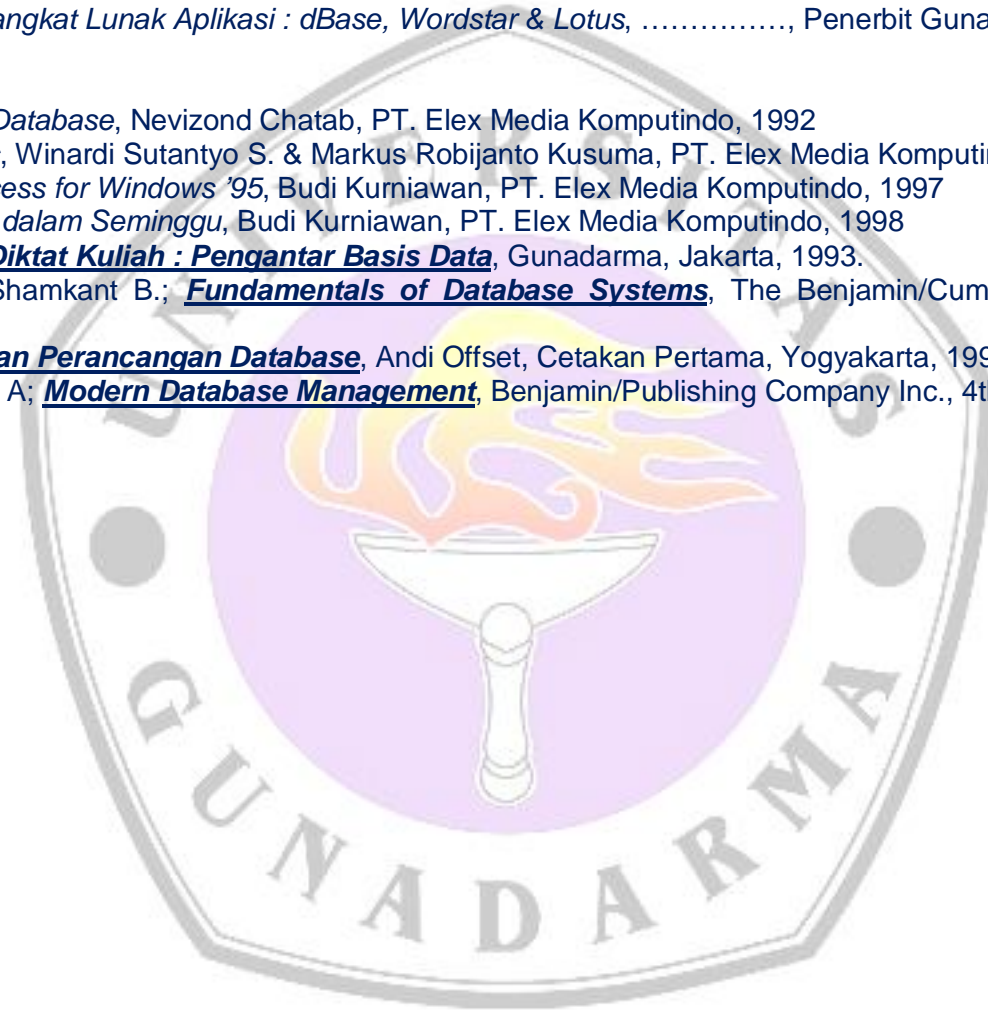 angkat Lunak Aplikasi : dBase, Wordstar & Lotus, ……………, Penerbit Guna
Database, Nevizond Chatab, PT. Elex Media Komputindo, 1992
, Winardi Sutantyo S. & Markus Robijanto Kusuma, PT. Elex Media Komputi
cess for Windows '95, Budi Kurniawan, PT. Elex Media Komputindo, 1997
dalam Seminggu, Budi Kurniawan, PT. Elex Media Komputindo, 1998
Diktat Kuliah : Pengantar Basis Data, Gunadarma, Jakarta, 1993.
Shamkant B.; Fundamentals of Database Systems, The Benjamin/Cum
an Perancangan Database, Andi Offset, Cetakan Pertama, Yogyakarta, 199
A; Modern Database Management, Benjamin/Publishing Company Inc., 4t
UNIVERSITAS
GUNADARMA